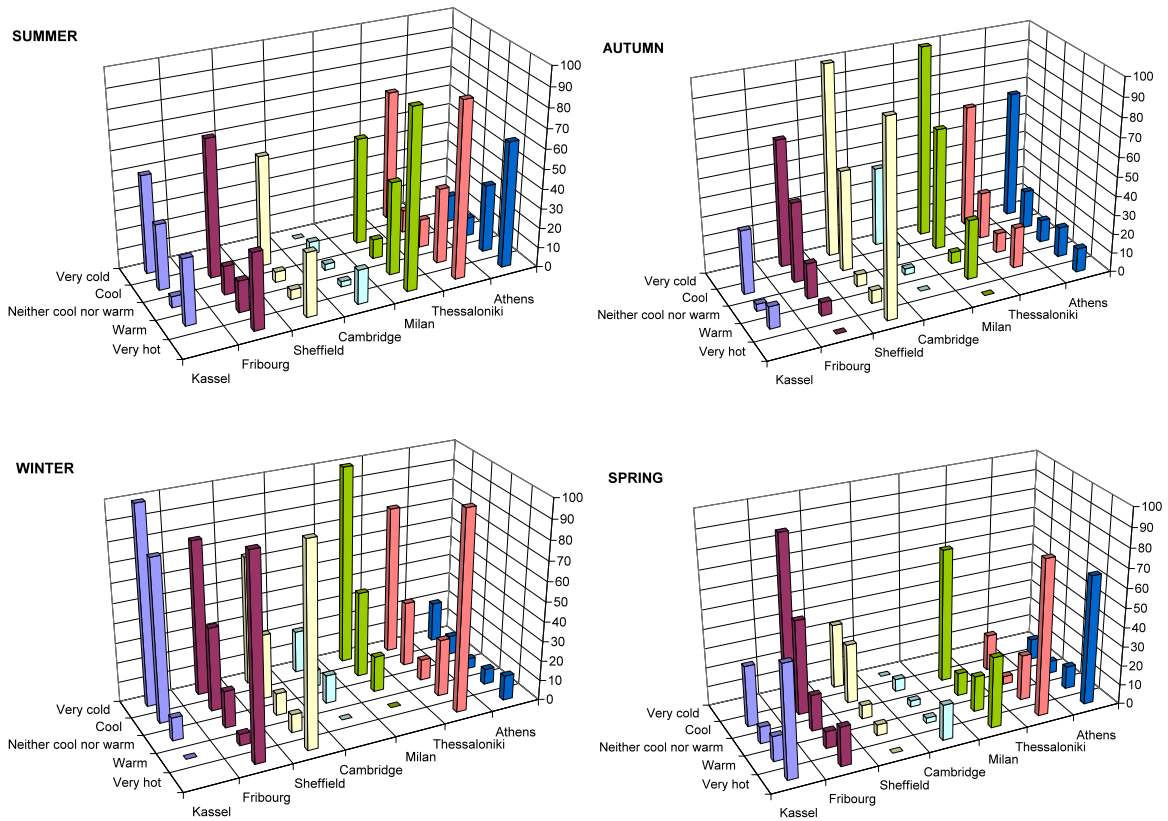 SUMMER
100
90
80
70
60
50
40
30
20
10
0
Very cold
Cool
Neither cool nor warm
Warm
Very hot
Kassel
Fribourg
Sheffield
Cambridge
Milan
Thessaloniki
Athens
AUTUMN
100
90
80
70
60
50
40
30
20
10
0
Very cold
Cool
Neither cool nor warm
Warm
Very hot
Kassel
Fribourg
Sheffield
Cambridge
Milan
Thessaloniki
Athens
WINTER
100
90
80
70
60
50
40
30
20
10
0
Very cold
Cool
Neither cool nor warm
Warm
Very hot
Kassel
Fribourg
Sheffield
Cambridge
Milan
Thessaloniki
Athens
SPRING
100
90
80
70
60
50
40
30
20
10
0
Very cold
Cool
Neither cool nor warm
Warm
Very hot
Kassel
Fribourg
Sheffield
Cambridge
Milan
Thessaloniki
Athens